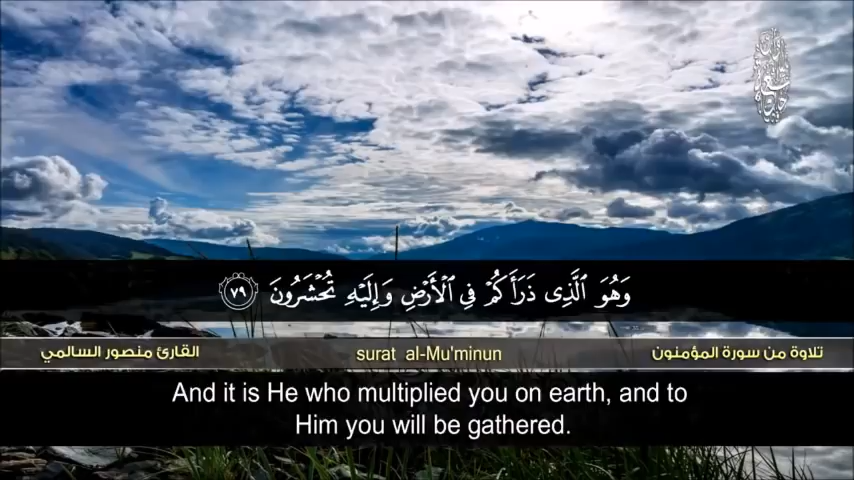 وَهُوَ ٱلَّذِى ذَرَأَكُمْ فِى ٱلْأَرْضِ وَإِلَيْهِ تُحْشَرُونَ ٧٩
تلاوة من سورة المؤمنون
surat al-Mu'minun
القارئ منصور السالمي
And it is He who multiplied you on earth, and to
Him you will be gathered.